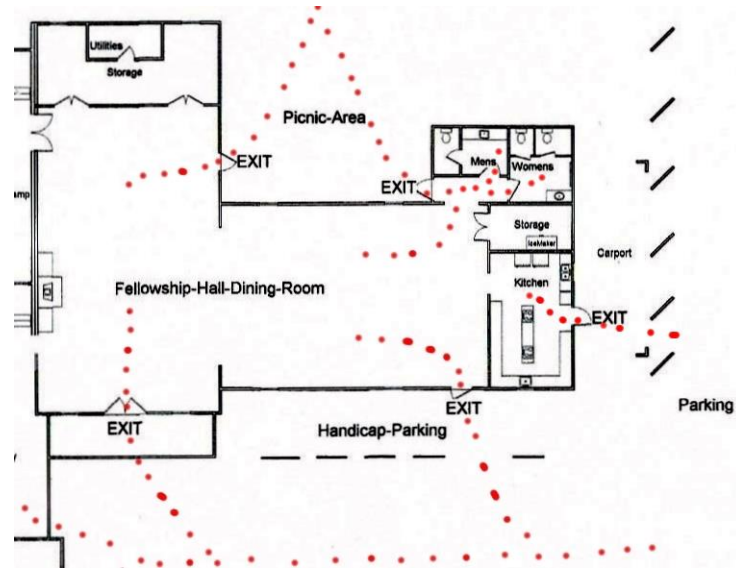 Utilities
Storage
Picnic-Area
EXIT
Mens
Womens
EXIT
amp
Storage
IceMaker
Carport
Kitchen
Fellowship-Hall-Dining-Room
EXIT
Parking
EXIT
EXIT
Handicap-Parking